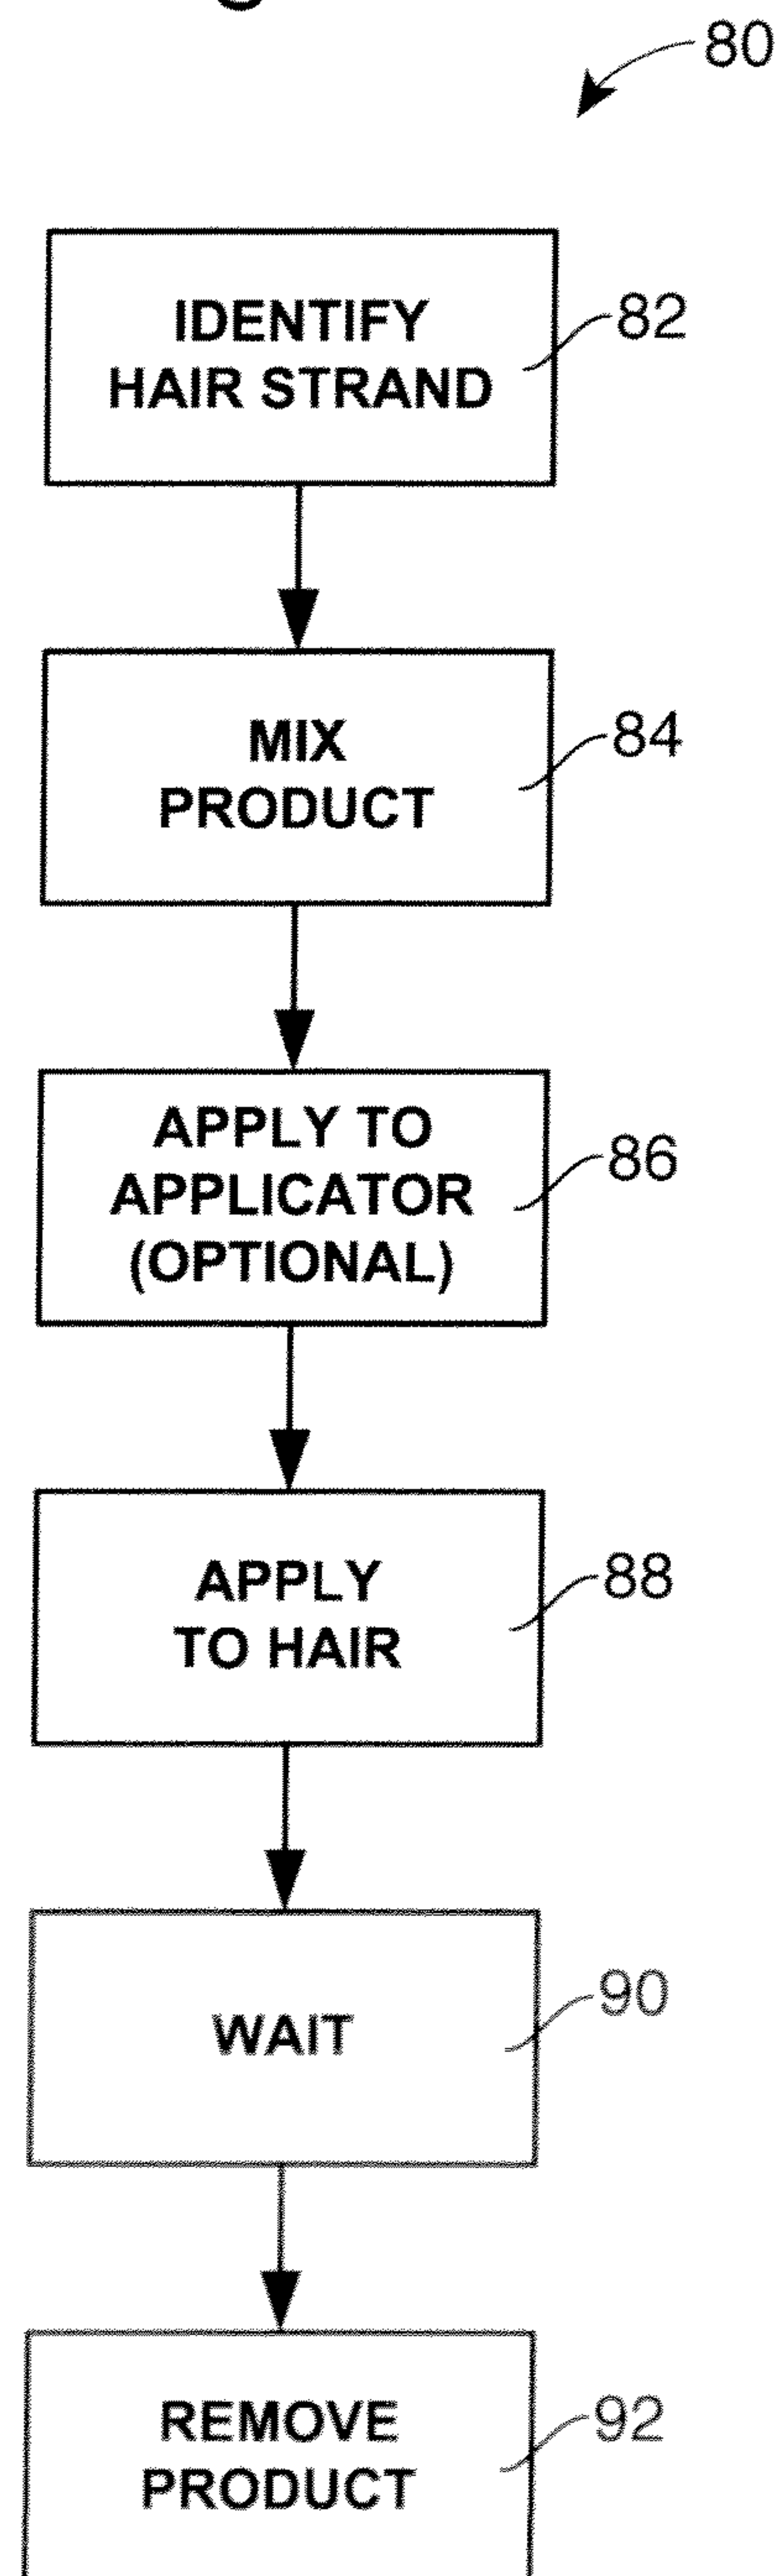 80
IDENTIFY
HAIR STRAND
82
MIX
PRODUCT
84
APPLY TO
APPLICATOR
(OPTIONAL)
86
APPLY
TO HAIR
88
WAIT
90
REMOVE
PRODUCT
92